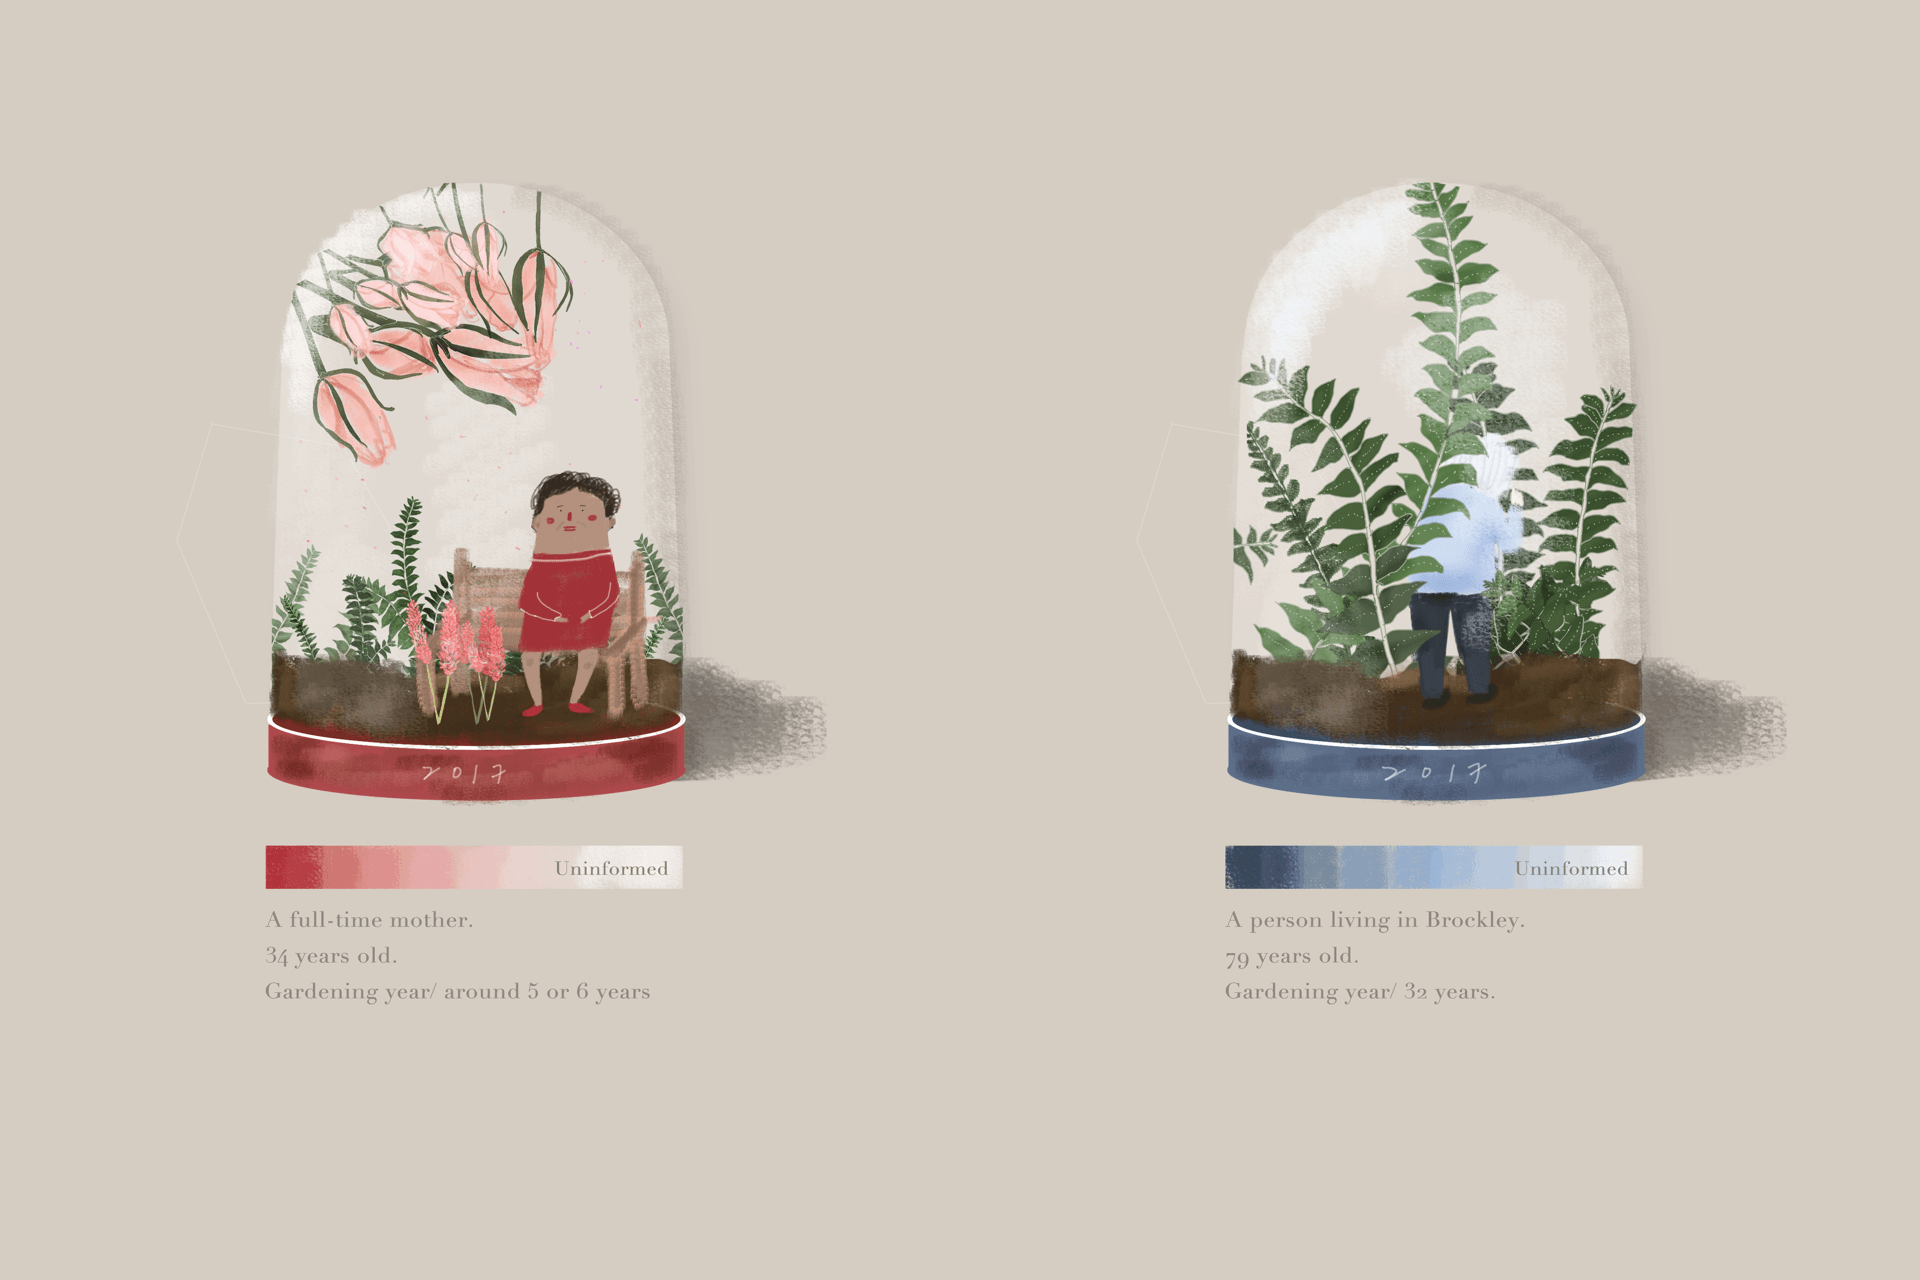 2017
Uninformed
A full-time mother.
34 years old.
Gardening year/ around 5 or 6 years
2017
Uninformed
A person living in Brockley.
79 years old.
Gardening year/ 32 years.